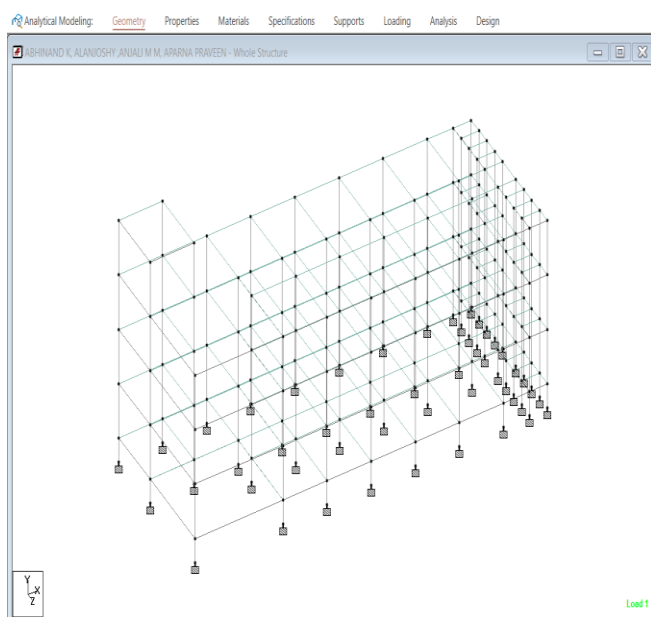 Analytical Modeling: Geometry Properties Materials Specifications Supports Loading Analysis Design
ABHINAND K, ALANJOSHY ,ANJALI M M, APARNA PRAVEEN - Whole Structure
Y
X
Z
Load 1